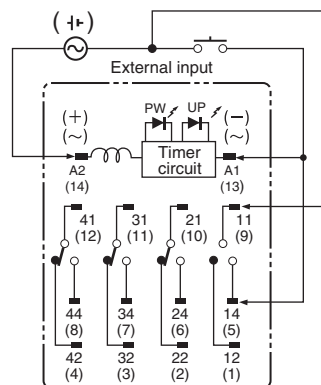 External input
PW UP
(+) (−)
(~) (~)
Timer
circuit
A2 A1
(14) (13)
41 31 21 11
(12) (11) (10) (9)
44 34 24 14
(8) (7) (6) (5)
42 32 22 12
(4) (3) (2) (1)